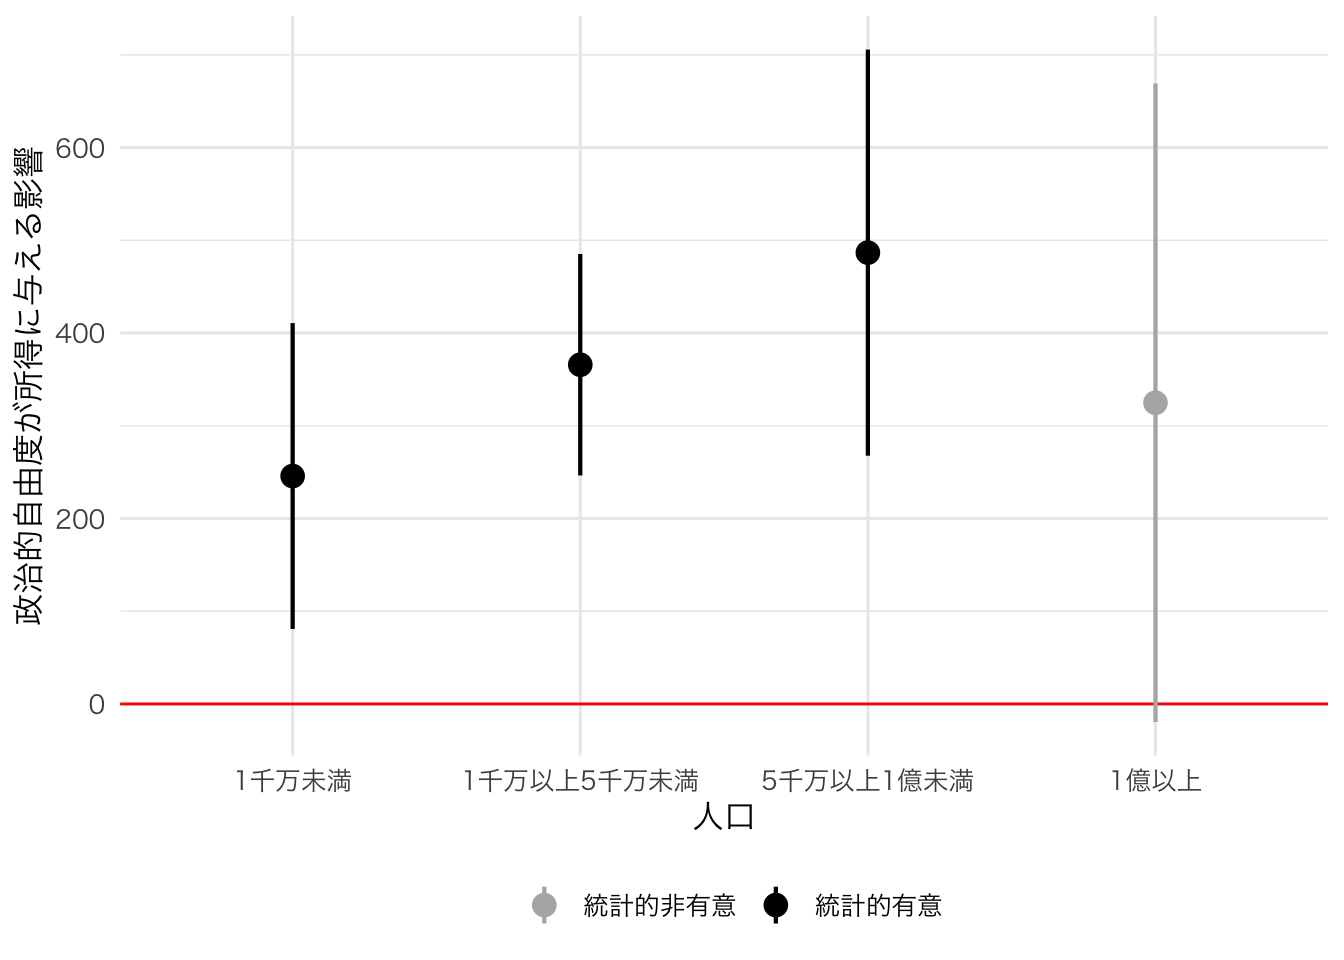 政治的自由度が所得に与える影響
600
400
200
0
1千万未満
1千万以上5千万未満
5千万以上1億未満
1億以上
人口
統計的非有意
統計的有意